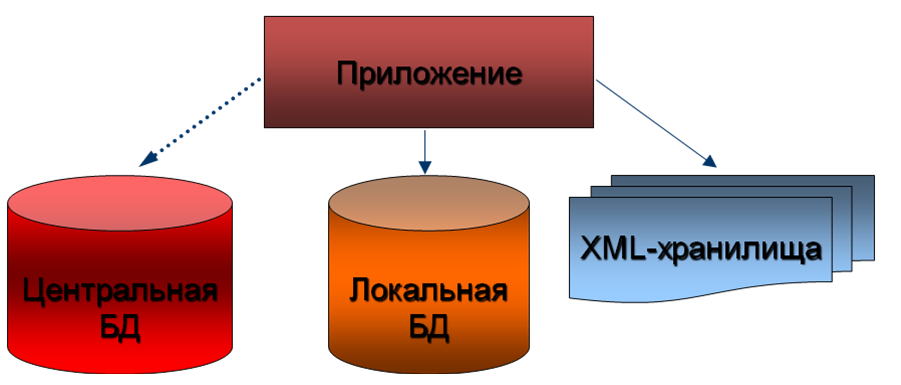 Приложение
Центральная
БД
Локальная
БД
XML-хранилища